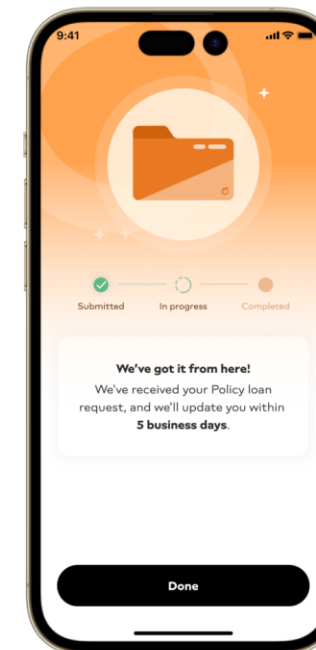 9:41
Submitted In progress Completed
We've got it from here!
We've received your Policy loan
request, and we'll update you within
5 business days.
Done